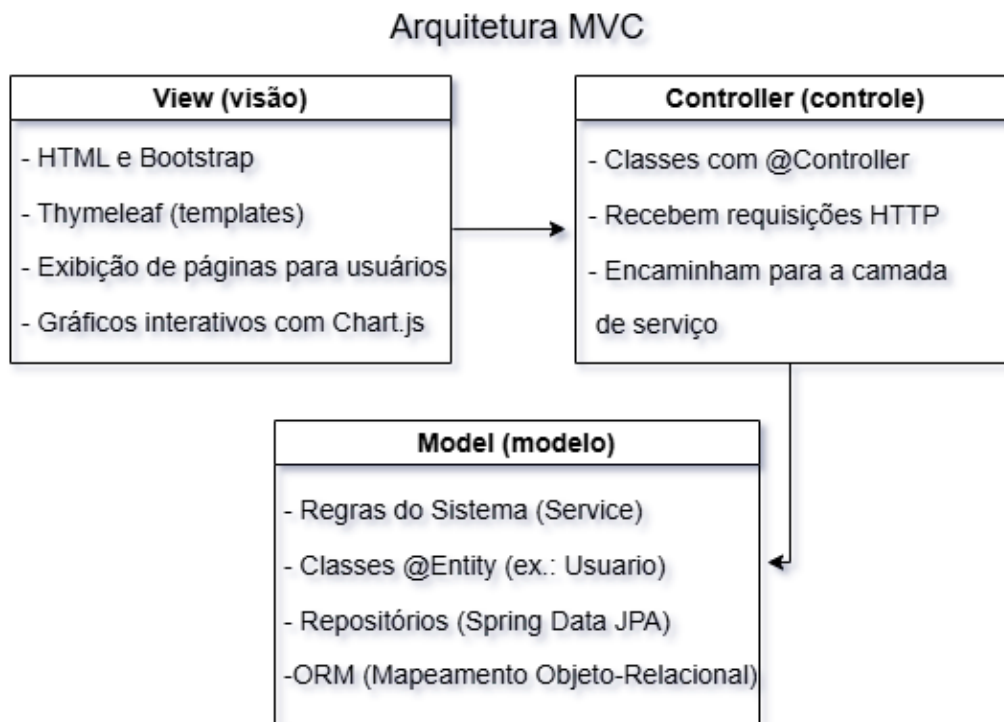 Arquitetura MVC
View (visão)
- HTML e Bootstrap
- Thymeleaf (templates)
- Exibição de páginas para usuários
- Gráficos interativos com Chart.js
Controller (controle)
- Classes com @Controller
- Recebem requisições HTTP
- Encaminham para a camada
de serviço
Model (modelo)
- Regras do Sistema (Service)
- Classes @Entity (ex.: Usuario)
- Repositórios (Spring Data JPA)
-ORM (Mapeamento Objeto-Relacional)